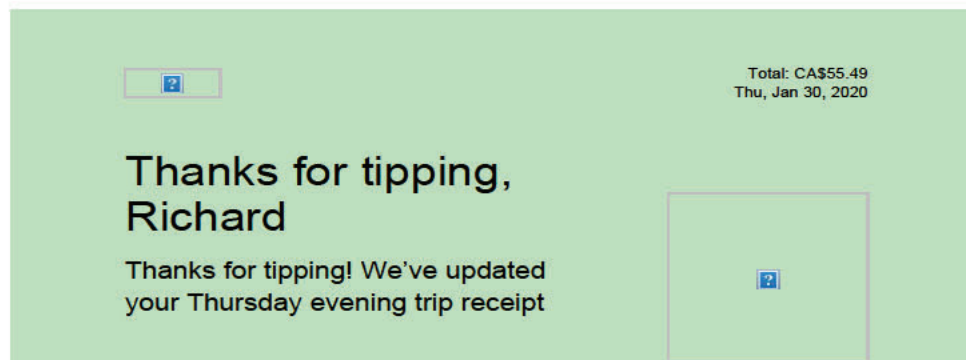 Total: CA$55.49
Thu, Jan 30, 2020
Thanks for tipping,
Richard
Thanks for tipping! We’ve updated
your Thursday evening trip receipt